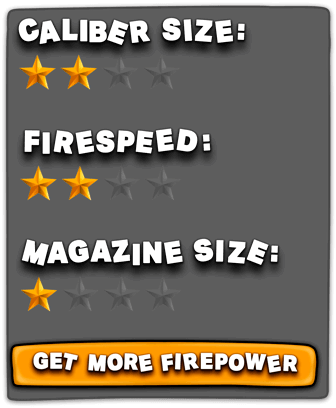 CALIBER SIZE:
FIRESPEED:
MAGAZINE SIZE:
GET MORE FIREPOWER